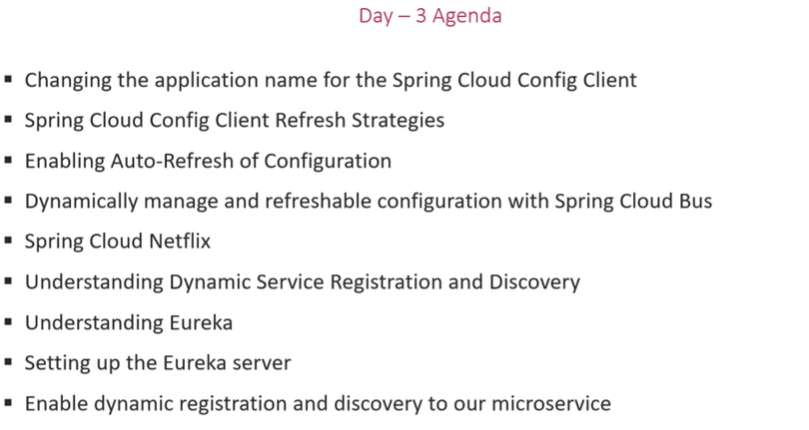 Day – 3 Agenda
▪ Changing the application name for the Spring Cloud Config Client
▪ Spring Cloud Config Client Refresh Strategies
▪ Enabling Auto-Refresh of Configuration
▪ Dynamically manage and refreshable configuration with Spring Cloud Bus
▪ Spring Cloud Netflix
▪ Understanding Dynamic Service Registration and Discovery
▪ Understanding Eureka
▪ Setting up the Eureka server
▪ Enable dynamic registration and discovery to our microservice